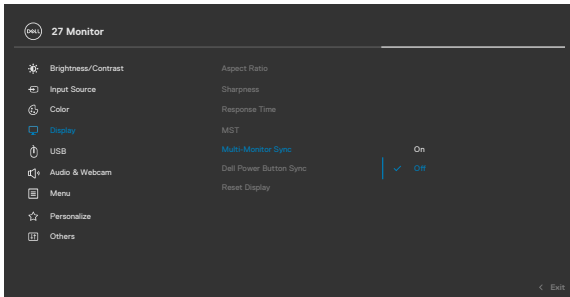 DELL 27 Monitor
Brightness/Contrast Aspect Ratio
Input Source Sharpness
Color Response Time
Display MST
USB Multi-Monitor Sync On
Audio & Webcam Dell Power Button Sync Off
Menu Reset Display
Personalize
Others
< Exit